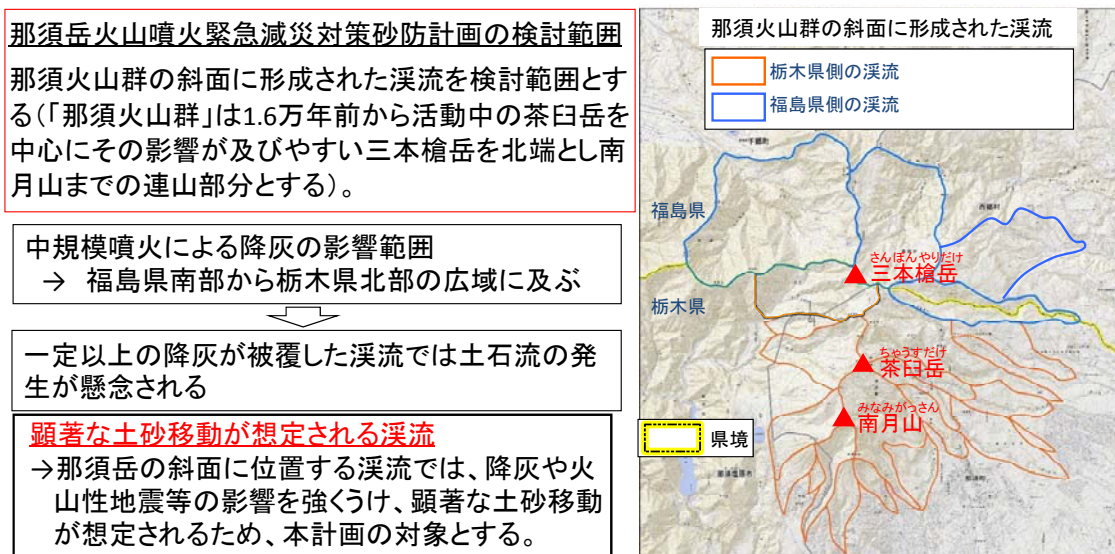 那須岳火山噴火緊急減災対策砂防計画の検討範囲
那須火山群の斜面に形成された渓流を検討範囲とす
る(「那須火山群」は1.6万年前から活動中の茶臼岳を
中心にその影響が及びやすい三本槍岳を北端とし南
月山までの連山部分とする)。
中規模噴火による降灰の影響範囲
→ 福島県南部から栃木県北部の広域に及ぶ
一定以上の降灰が被覆した渓流では土石流の発
生が懸念される
顕著な土砂移動が想定される渓流
→那須岳の斜面に位置する渓流では、降灰や火
山性地震等の影響を強くうけ、顕著な土砂移動
が想定されるため、本計画の対象とする。
那須火山群の斜面に形成された渓流
栃木県側の渓流
福島県側の渓流
下郷町
西郷村
福島県
さんぼんやりだけ
三本槍岳
栃木県
ちゃうすだけ
茶臼岳
みなみがっさん
南月山
県境
那須塩原市
那須町